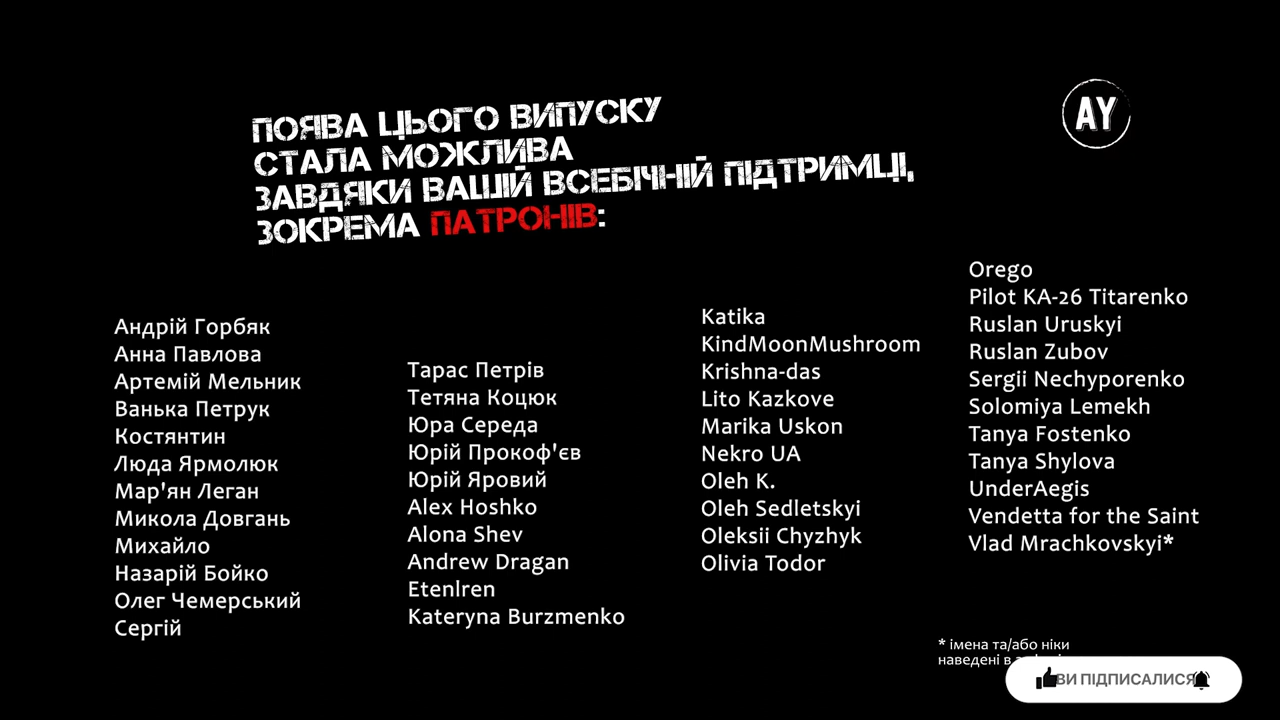 ПОЯВА ЦЬОГО ВИПУСКУ
СТАЛА МОЖЛИВА
ЗАВДЯКИ ВАШІЙ ВСЕБІЧНІЙ ПІДТРИМЦІ,
ЗОКРЕМА ПАТРОНІВ:
АУ
Андрій Горбяк
Анна Павлова
Артемій Мельник
Ванька Петрук
Костянтин
Люда Ярмолюк
Мар'ян Леган
Микола Довгань
Михайло
Назарій Бойко
Олег Чемерський
Сергій
Тарас Петрів
Тетяна Коцюк
Юра Середа
Юрій Прокоф'єв
Юрій Яровий
Alex Hoshko
Alona Shev
Andrew Dragan
Etenlren
Kateryna Burzmenko
Katika
KindMoonMushroom
Krishna-das
Lito Kazkove
Marika Uskon
Nekro UA
Oleh K.
Oleh Sedletskyi
Oleksii Chyzhyk
Olivia Todor
Orego
Pilot KA-26 Titarenko
Ruslan Uruskyi
Ruslan Zubov
Sergii Nechyporenko
Solomiya Lemekh
Tanya Fostenko
Tanya Shylova
UnderAegis
Vendetta for the Saint
Vlad Mrachkovskyi*
* імена та/або ніки
наведені в
ВИ ПІДПИСАЛИСЯ